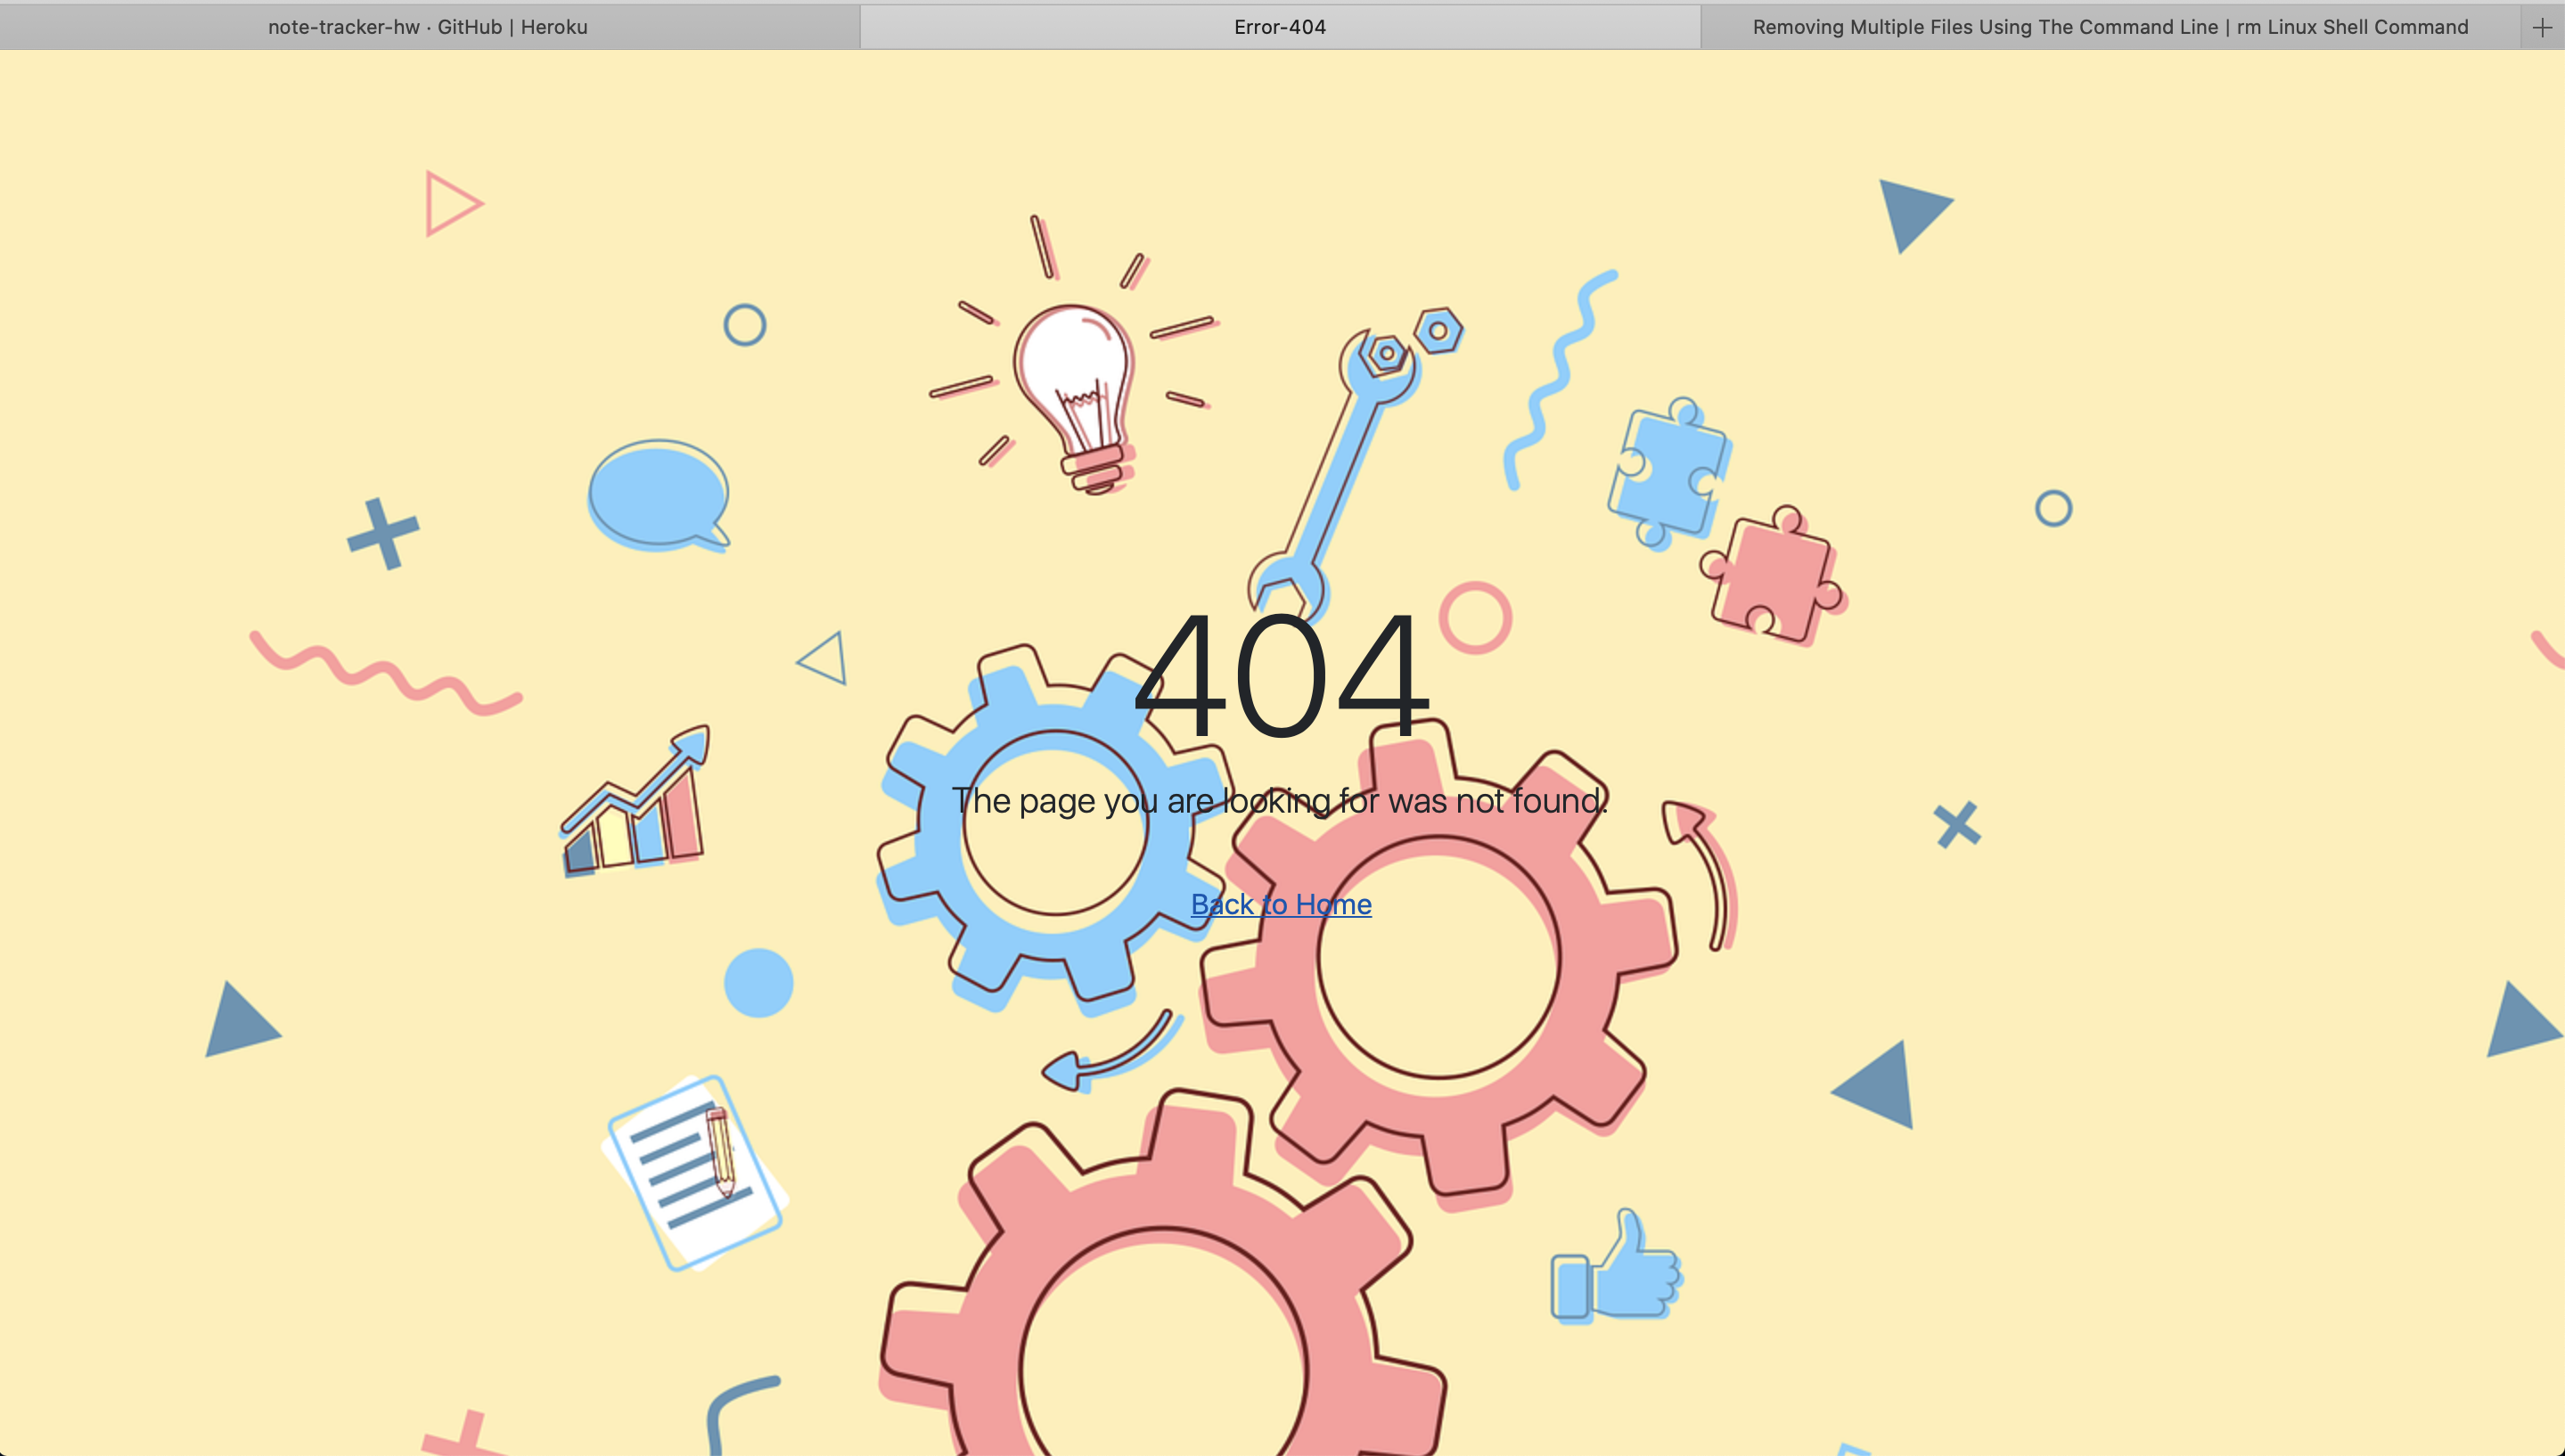 note-tracker-hw · GitHub | Heroku
Error-404
Removing Multiple Files Using The Command Line | rm Linux Shell Command
404
The page you are looking for was not found.
Back to Home